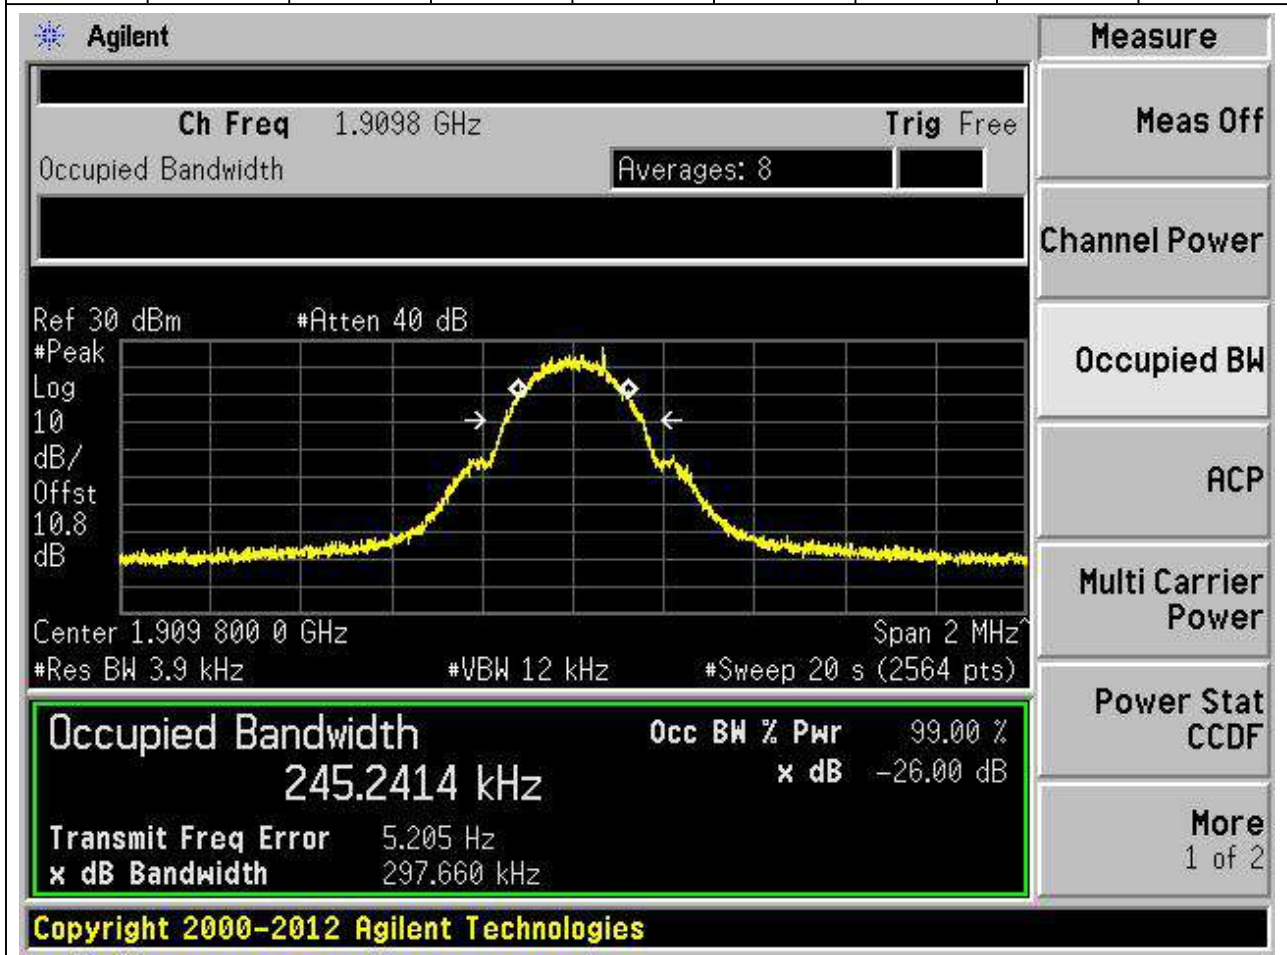 Agilent
Measure
Ch Freq 1.9098 GHz Trig Free
Occupied Bandwidth Averages: 8
Meas Off
Channel Power
Occupied BW
ACP
Multi Carrier
Power
Power Stat
CCDF
More
1 of 2
Ref 30 dBm #Atten 40 dB
#Peak
Log
10
dB/
Offst
10.8
dB
Center 1.909 800 0 GHz Span 2 MHz^
#Res BW 3.9 kHz #VBW 12 kHz #Sweep 20 s (2564 pts)
Occupied Bandwidth Occ BW % Pwr 99.00 %
245.2414 kHz x dB -26.00 dB
Transmit Freq Error 5.205 Hz
x dB Bandwidth 297.660 kHz
Copyright 2000-2012 Agilent Technologies